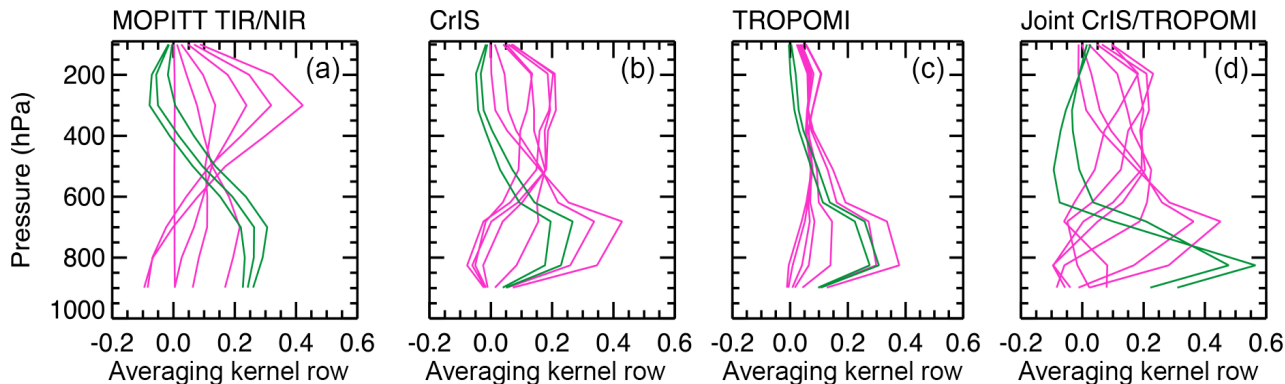 MOPITT TIR/NIR
CrIS
TROPOMI
Joint CrIS/TROPOMI
(a)
(b)
(c)
(d)
Pressure (hPa)
200
400
600
800
1000
-0.2 0.0 0.2 0.4 0.6
-0.2 0.0 0.2 0.4 0.6
-0.2 0.0 0.2 0.4 0.6
-0.2 0.0 0.2 0.4 0.6
Averaging kernel row
Averaging kernel row
Averaging kernel row
Averaging kernel row